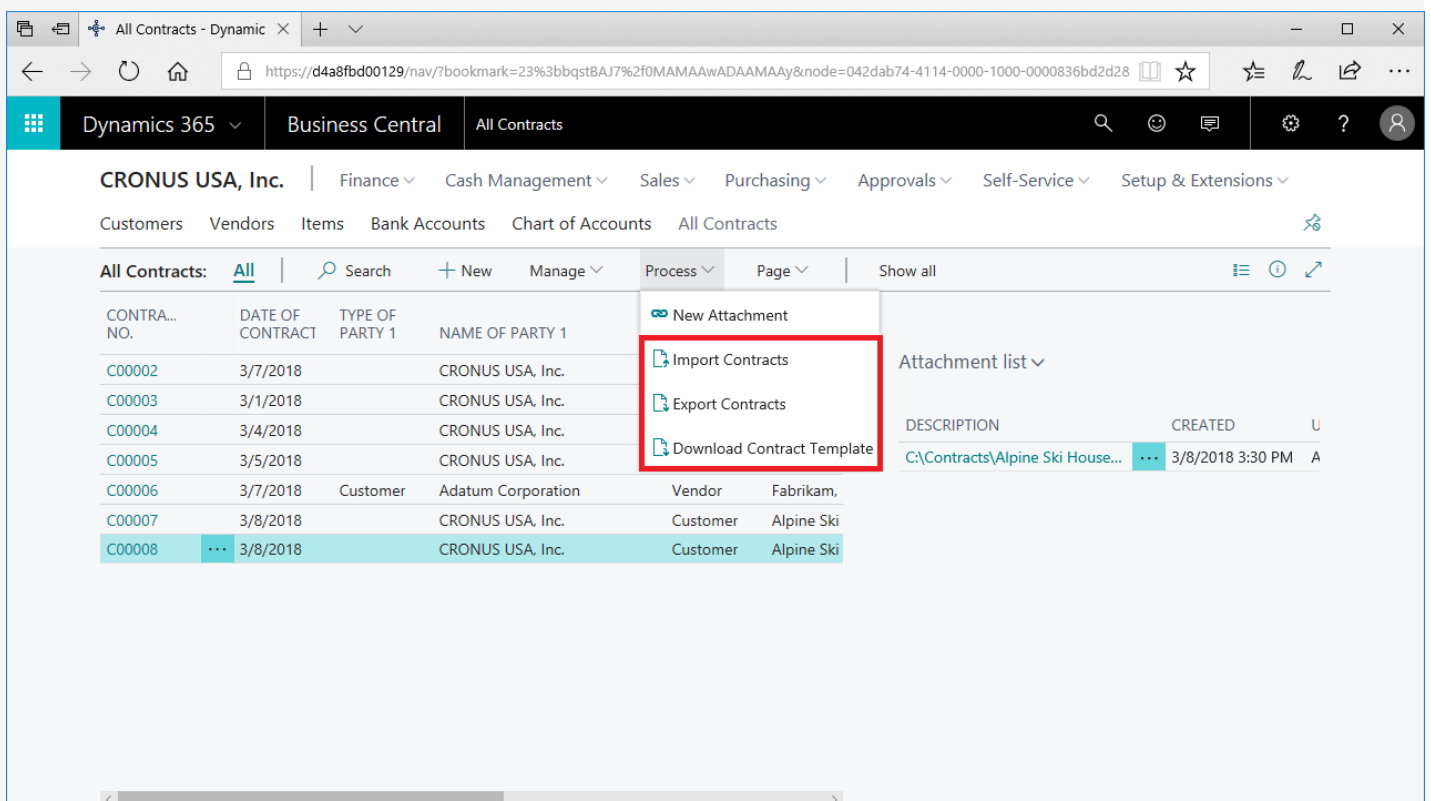 All Contracts - Dynamic
https://d4a8fbd00129/nav/?bookmark=23%3bbqstBAJ7%2f0MAMAAwADAAMAAy&node=042dab74-4114-0000-1000-0000836bd2d28
Dynamics 365 Business Central All Contracts
CRONUS USA, Inc. Finance Cash Management Sales Purchasing Approvals Self-Service Setup & Extensions
Customers Vendors Items Bank Accounts Chart of Accounts All Contracts
All Contracts: All Search New Manage Process Page Show all
New Attachment
Import Contracts
Export Contracts
Download Contract Template
CONTRA... NO. DATE OF CONTRACT TYPE OF PARTY 1 NAME OF PARTY 1
C00002 3/7/2018 CRONUS USA, Inc.
C00003 3/1/2018 CRONUS USA, Inc.
C00004 3/4/2018 CRONUS USA, Inc.
C00005 3/5/2018 CRONUS USA, Inc.
C00006 3/7/2018 Customer Adatum Corporation Vendor Fabrikam,
C00007 3/8/2018 CRONUS USA, Inc. Customer Alpine Ski
C00008 ... 3/8/2018 CRONUS USA, Inc. Customer Alpine Ski
Attachment list
DESCRIPTION CREATED U
C:\Contracts\Alpine Ski House... ... 3/8/2018 3:30 PM A